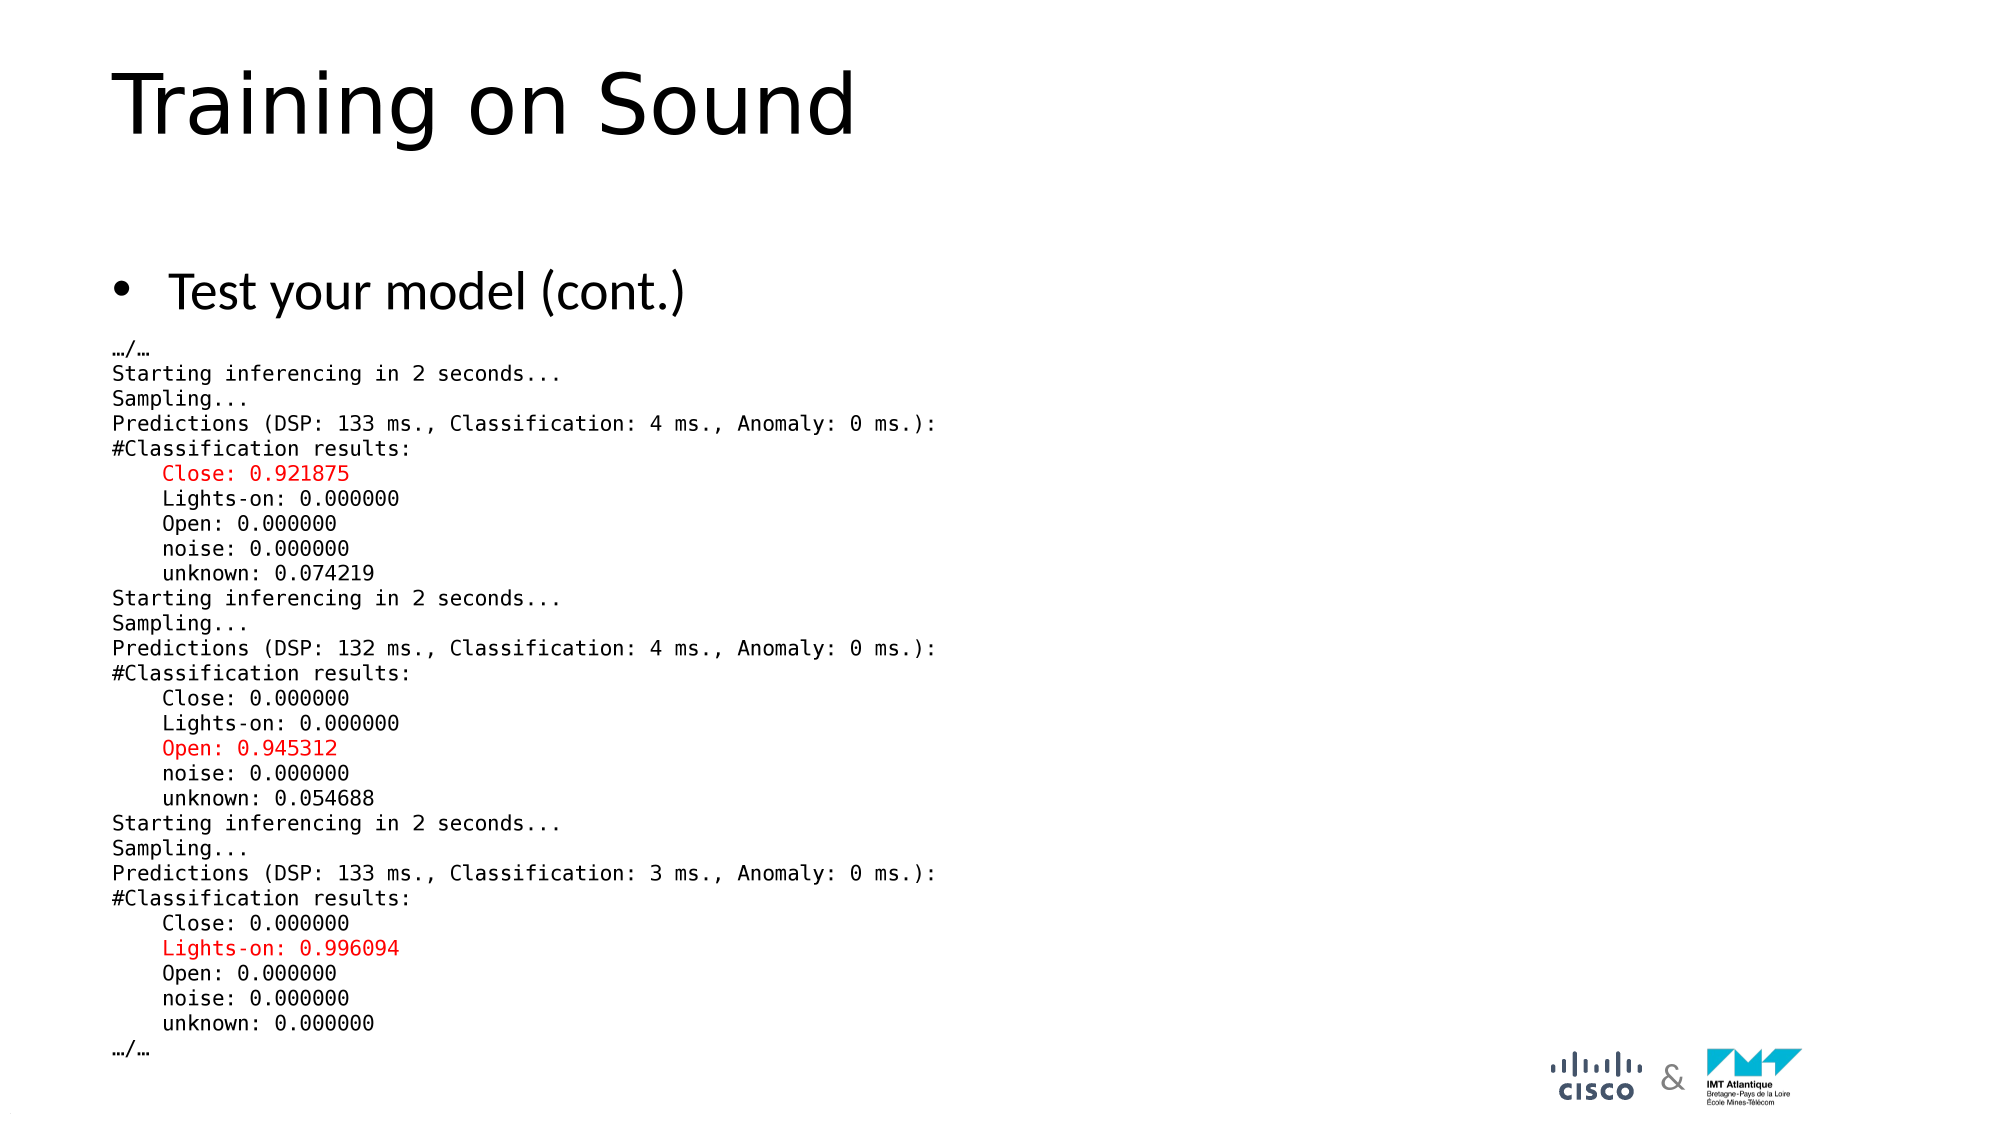 Training on Sound
• Test your model (cont.)
…/…
Starting inferencing in 2 seconds...
Sampling...
Predictions (DSP: 133 ms., Classification: 4 ms., Anomaly: 0 ms.):
#Classification results:
    Close: 0.921875
    Lights-on: 0.000000
    Open: 0.000000
    noise: 0.000000
    unknown: 0.074219
Starting inferencing in 2 seconds...
Sampling...
Predictions (DSP: 132 ms., Classification: 4 ms., Anomaly: 0 ms.):
#Classification results:
    Close: 0.000000
    Lights-on: 0.000000
    Open: 0.945312
    noise: 0.000000
    unknown: 0.054688
Starting inferencing in 2 seconds...
Sampling...
Predictions (DSP: 133 ms., Classification: 3 ms., Anomaly: 0 ms.):
#Classification results:
    Close: 0.000000
    Lights-on: 0.996094
    Open: 0.000000
    noise: 0.000000
    unknown: 0.000000
…/…
CISCO & IMT Atlantique
Bretagne-Pays de la Loire
École Mines-Télécom